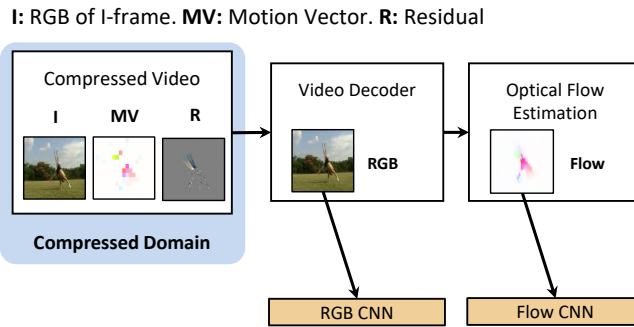 I: RGB of I-frame. MV: Motion Vector. R: Residual
Compressed Video
I MV R
Compressed Domain
Video Decoder
RGB
Optical Flow
Estimation
Flow
RGB CNN
Flow CNN